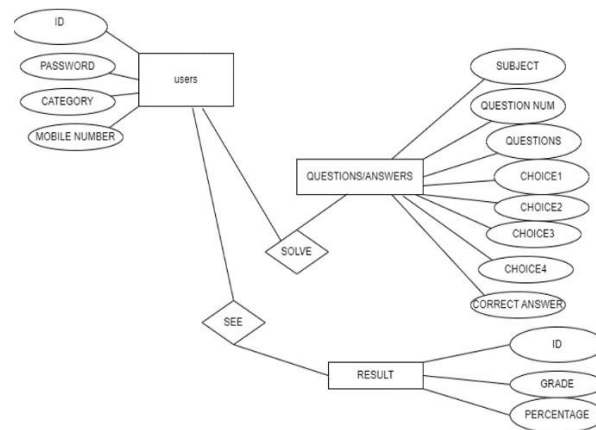 ID
PASSWORD
CATEGORY
MOBILE NUMBER
users
SUBJECT
QUESTION NUM
QUESTIONS
CHOICE1
CHOICE2
CHOICE3
CHOICE4
CORRECT ANSWER
QUESTIONS/ANSWERS
SOLVE
SEE
RESULT
ID
GRADE
PERCENTAGE